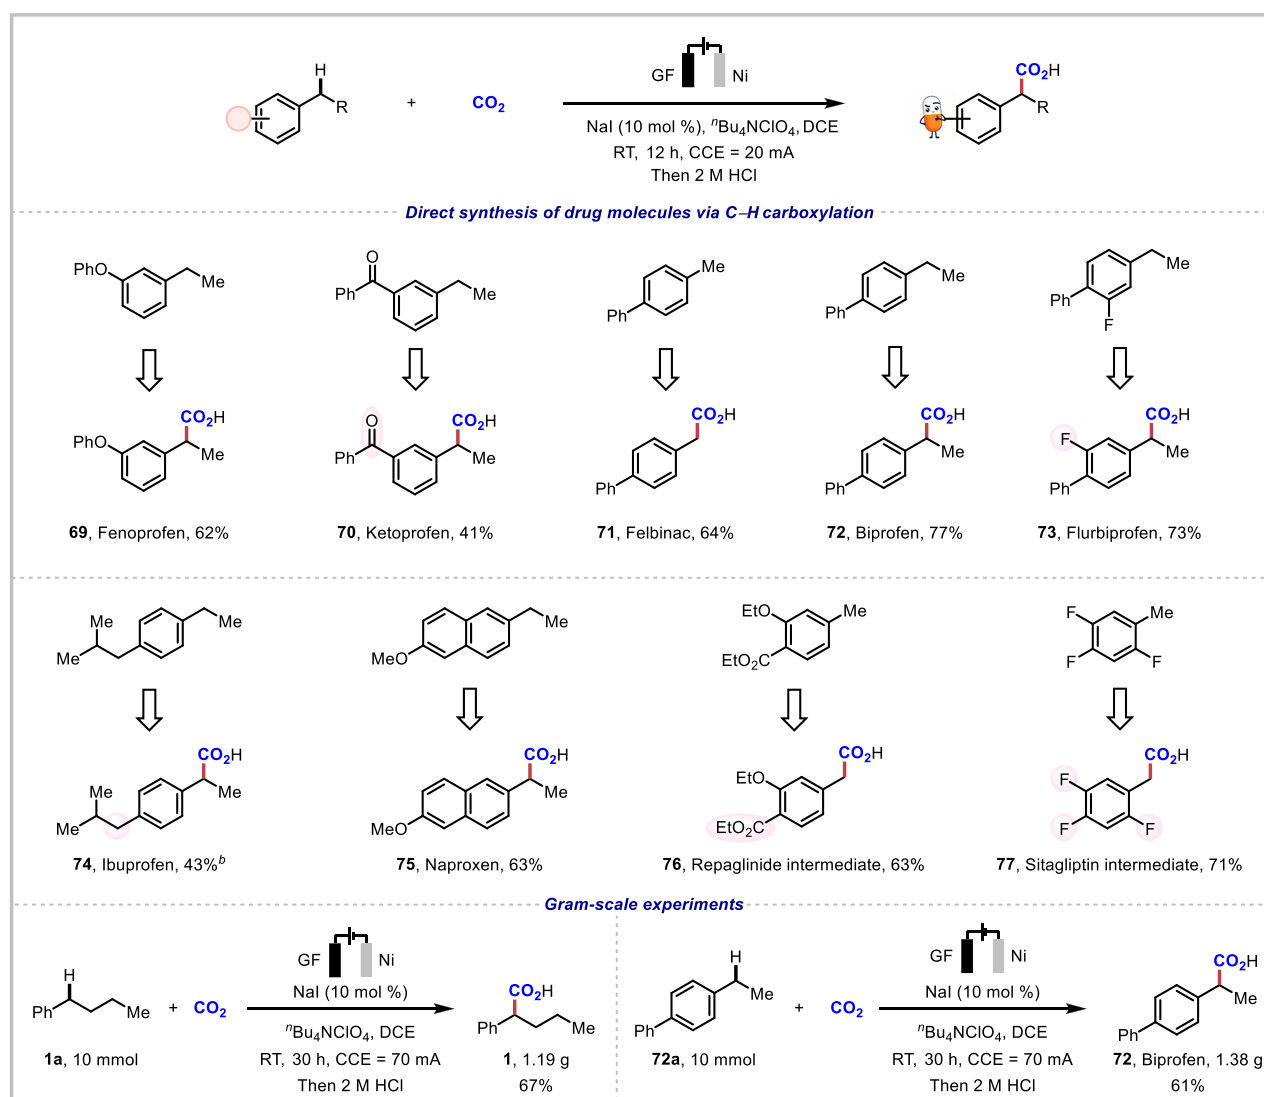 H
R
+
CO2
GF
Ni
NaI (10 mol %), nBu4NClO4, DCE
RT, 12 h, CCE = 20 mA
Then 2 M HCl
CO2H
R
Direct synthesis of drug molecules via C–H carboxylation
PhO
Me
O
Ph
Me
Me
Ph
Me
Ph
Me
Ph
F
CO2H
PhO
Me
O
CO2H
Ph
Me
CO2H
Ph
CO2H
Me
Ph
CO2H
F
Me
Ph
69, Fenoprofen, 62%
70, Ketoprofen, 41%
71, Felbinac, 64%
72, Biprofen, 77%
73, Flurbiprofen, 73%
Me
Me
Me
Me
MeO
EtO
Me
EtO2C
F
Me
F
F
CO2H
Me
Me
Me
CO2H
Me
MeO
CO2H
EtO
EtO2C
CO2H
F
F
F
74, Ibuprofen, 43%b
75, Naproxen, 63%
76, Repaglinide intermediate, 63%
77, Sitagliptin intermediate, 71%
Gram-scale experiments
H
Ph
Me
+
CO2
GF
Ni
NaI (10 mol %)
nBu4NClO4, DCE
RT, 30 h, CCE = 70 mA
Then 2 M HCl
CO2H
Ph
Me
1a, 10 mmol
1, 1.19 g
67%
H
Me
Ph
+
CO2
GF
Ni
NaI (10 mol %)
nBu4NClO4, DCE
RT, 30 h, CCE = 70 mA
Then 2 M HCl
CO2H
Me
Ph
72a, 10 mmol
72, Biprofen, 1.38 g
61%